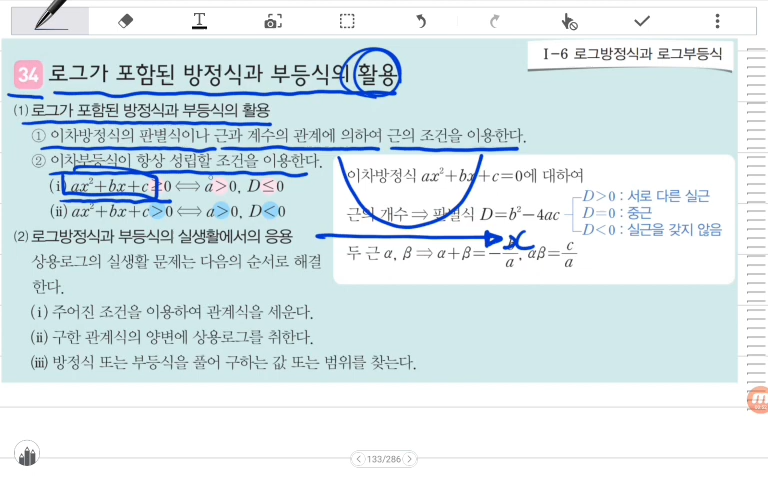 I-6 로그방정식과 로그부등식
34 로그가 포함된 방정식과 부등식의 활용
(1) 로그가 포함된 방정식과 부등식의 활용
① 이차방정식의 판별식이나 근과 계수의 관계에 의하여 근의 조건을 이용한다.
② 이차부등식이 항상 성립할 조건을 이용한다.
(i) ax²+bx+c≥0 ⟺ a>0, D≤0
(ii) ax²+bx+c>0 ⟺ a>0, D<0
(2) 로그방정식과 부등식의 실생활에서의 응용
상용로그의 실생활 문제는 다음의 순서로 해결
한다.
(i) 주어진 조건을 이용하여 관계식을 세운다.
(ii) 구한 관계식의 양변에 상용로그를 취한다.
(iii) 방정식 또는 부등식을 풀어 구하는 값 또는 범위를 찾는다.
이차방정식 ax²+bx+c=0에 대하여
근의 개수 ⇒ 판별식 D=b²-4ac
D>0 : 서로 다른 실근
D=0 : 중근
D<0 : 실근을 갖지 않음
두 근 α, β ⇒ α+β=-b/a, αβ=c/a
x
133/286